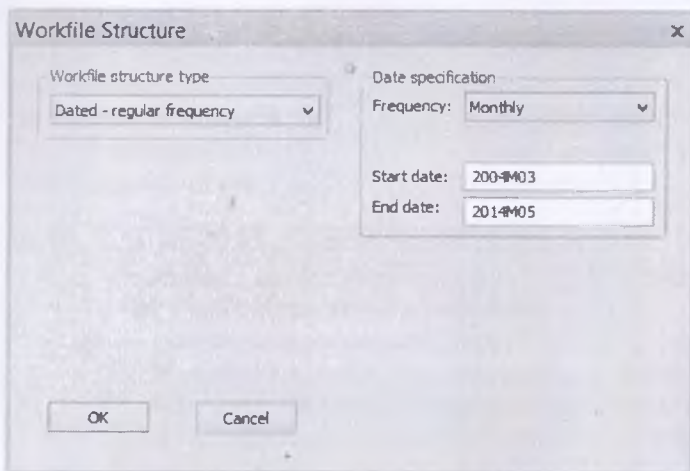 Workfile Structure x
Workfile structure type
Dated - regular frequency
Date specification
Frequency: Monthly
Start date: 2004M03
End date: 2014M05
OK Cancel